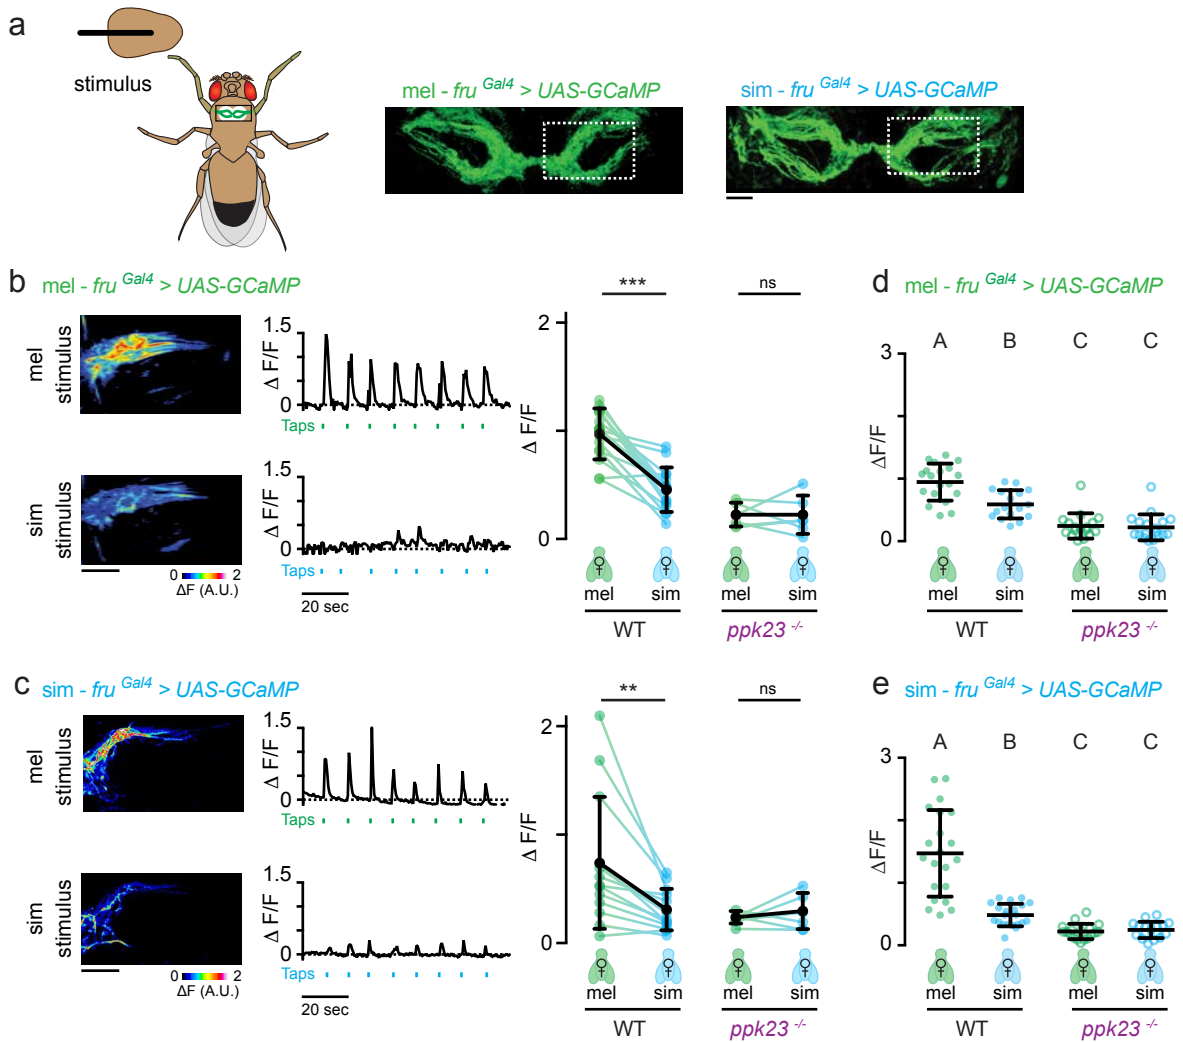 a
stimulus
mel - fru Gal4 > UAS-GCaMP
sim - fru Gal4 > UAS-GCaMP
b
mel - fru Gal4 > UAS-GCaMP
mel
stimulus
1.5
Δ F/F
0
Taps
sim
stimulus
1.5
Δ F/F
0
Taps
0 2
ΔF (A.U.)
20 sec
***
ns
2
Δ F/F
0
♀ ♀ ♀ ♀
mel sim mel sim
WT ppk23 -/-
d
mel - fru Gal4 > UAS-GCaMP
A B C C
3
ΔF/F
0
♀ ♀ ♀ ♀
mel sim mel sim
WT ppk23 -/-
c
sim - fru Gal4 > UAS-GCaMP
mel
stimulus
1.5
Δ F/F
0
Taps
sim
stimulus
1.5
Δ F/F
0
Taps
0 2
ΔF (A.U.)
20 sec
**
ns
2
Δ F/F
0
♀ ♀ ♀ ♀
mel sim mel sim
WT ppk23 -/-
e
sim - fru Gal4 > UAS-GCaMP
A B C C
3
ΔF/F
0
♀ ♀ ♀ ♀
mel sim mel sim
WT ppk23 -/-